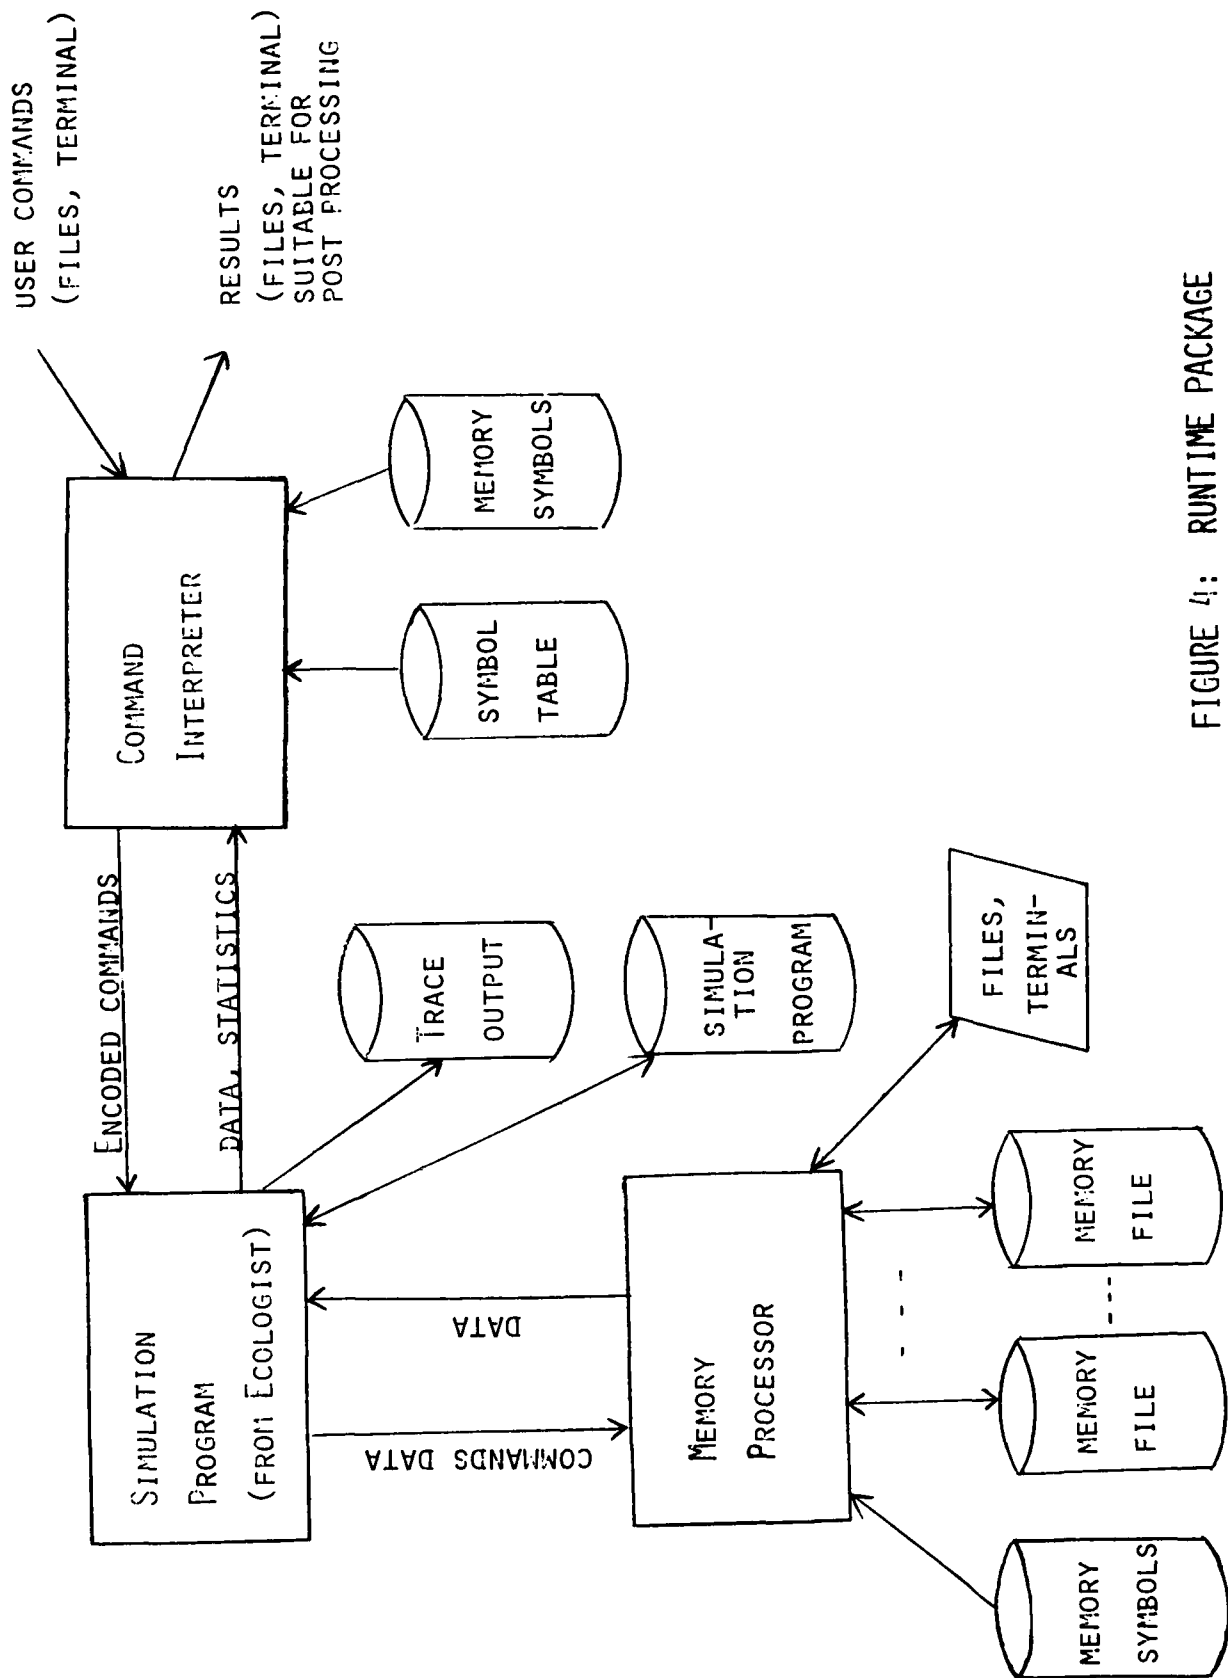 USER COMMANDS
(FILES, TERMINAL)
RESULTS
(FILES, TERMINAL)
SUITABLE FOR
POST PROCESSING
COMMAND
INTERPRETER
MEMORY
SYMBOLS
SYMBOL
TABLE
ENCODED COMMANDS
DATA, STATISTICS
SIMULATION
PROGRAM
(FROM ECOLOGIST)
TRACE
OUTPUT
SIMULA-
TION
PROGRAM
COMMANDS DATA
DATA
MEMORY
PROCESSOR
FILES,
TERMIN-
ALS
MEMORY
SYMBOLS
MEMORY
FILE
MEMORY
FILE
FIGURE 4: RUNTIME PACKAGE